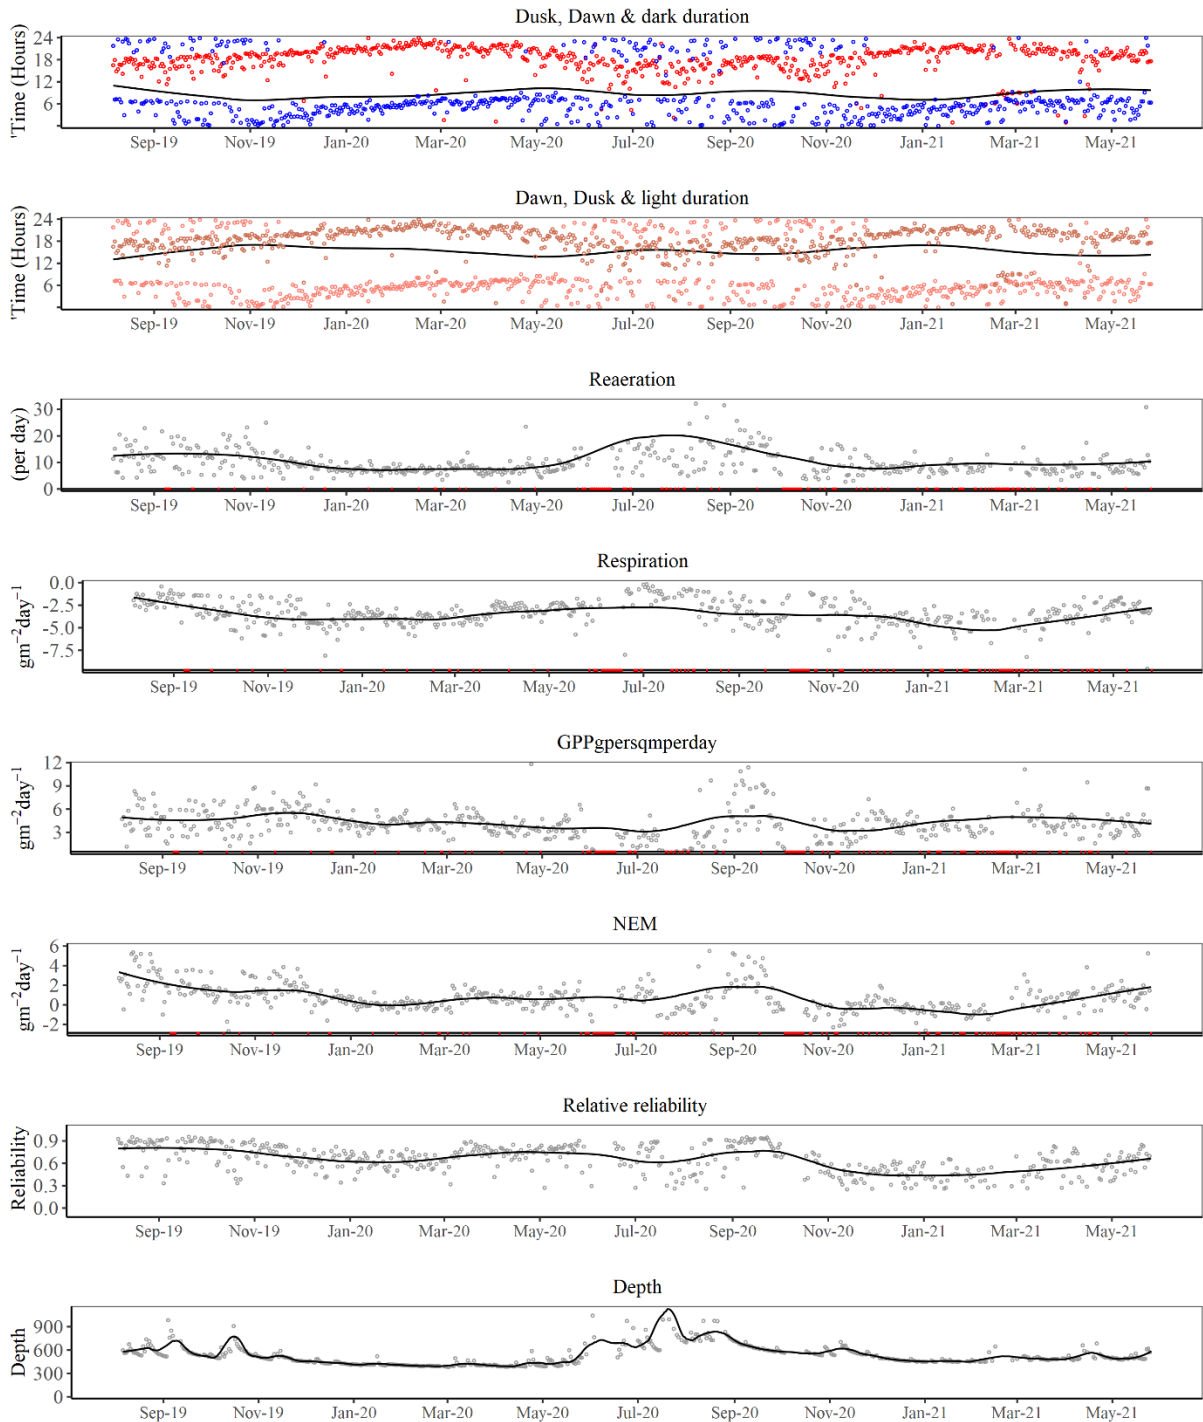 Dusk, Dawn & dark duration
'Time (Hours)
24
18
12
6
Sep-19 Nov-19 Jan-20 Mar-20 May-20 Jul-20 Sep-20 Nov-20 Jan-21 Mar-21 May-21
Dawn, Dusk & light duration
'Time (Hours)
24
18
12
6
Sep-19 Nov-19 Jan-20 Mar-20 May-20 Jul-20 Sep-20 Nov-20 Jan-21 Mar-21 May-21
Reaeration
(per day)
30
20
10
0
Sep-19 Nov-19 Jan-20 Mar-20 May-20 Jul-20 Sep-20 Nov-20 Jan-21 Mar-21 May-21
Respiration
gm⁻²day⁻¹
0.0
-2.5
-5.0
-7.5
Sep-19 Nov-19 Jan-20 Mar-20 May-20 Jul-20 Sep-20 Nov-20 Jan-21 Mar-21 May-21
GPPgpersqmperday
gm⁻²day⁻¹
12
9
6
3
Sep-19 Nov-19 Jan-20 Mar-20 May-20 Jul-20 Sep-20 Nov-20 Jan-21 Mar-21 May-21
NEM
gm⁻²day⁻¹
6
4
2
0
-2
Sep-19 Nov-19 Jan-20 Mar-20 May-20 Jul-20 Sep-20 Nov-20 Jan-21 Mar-21 May-21
Relative reliability
Reliability
0.9
0.6
0.3
0.0
Sep-19 Nov-19 Jan-20 Mar-20 May-20 Jul-20 Sep-20 Nov-20 Jan-21 Mar-21 May-21
Depth
Depth
900
600
300
0
Sep-19 Nov-19 Jan-20 Mar-20 May-20 Jul-20 Sep-20 Nov-20 Jan-21 Mar-21 May-21